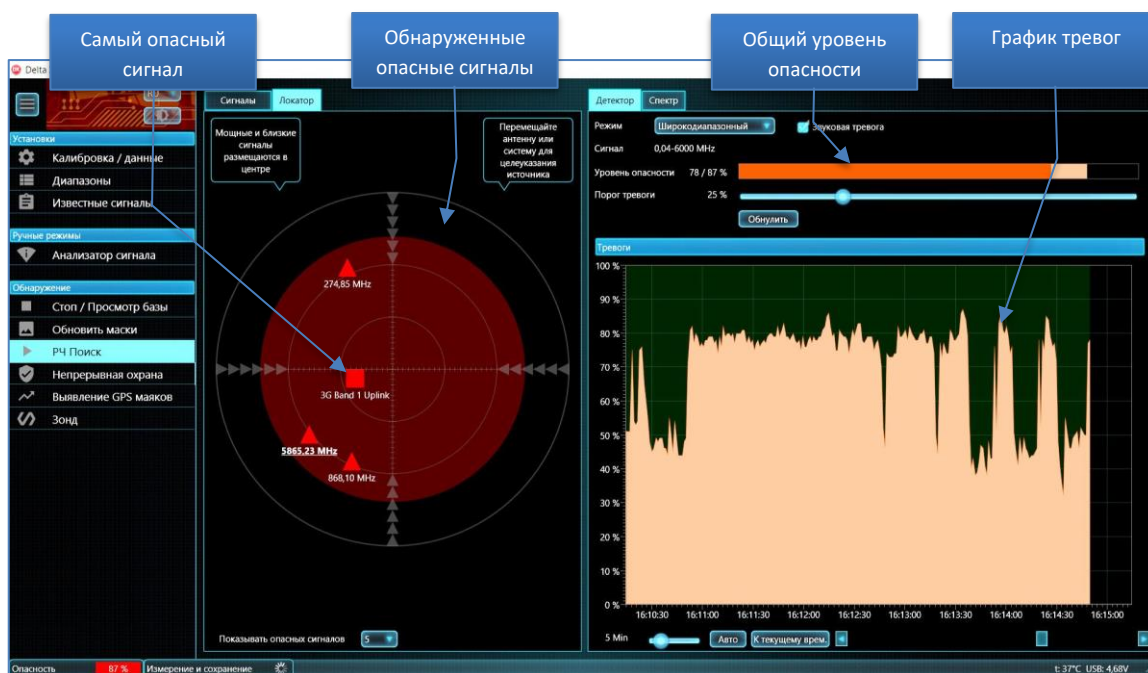 Самый опасный
сигнал
Обнаруженные
опасные сигналы
Общий уровень
опасности
График тревог
Delta
RU
Установки
Калибровка / данные
Диапазоны
Известные сигналы
Ручные режимы
Анализатор сигнала
Обнаружение
Стоп / Просмотр базы
Обновить маски
РЧ Поиск
Непрерывная охрана
Выявление GPS маяков
Зонд
Сигналы
Локатор
Мощные и близкие
сигналы
размещаются в
центре
Перемещайте
антенну или
систему для
целеуказания
источника
274,85 MHz
3G Band 1 Uplink
5865,23 MHz
868,10 MHz
Показывать опасных сигналов
5
Детектор
Спектр
Режим
Широкодиапазонный
Звуковая тревога
Сигнал
0,04-6000 MHz
Уровень опасности
78 / 87 %
Порог тревоги
25 %
Обнулить
Тревоги
100 %
90 %
80 %
70 %
60 %
50 %
40 %
30 %
20 %
10 %
0 %
16:10:30
16:11:00
16:11:30
16:12:00
16:12:30
16:13:00
16:13:30
16:14:00
16:14:30
16:15:00
5 Min
Авто
К текущему врем.
Опасность
87 %
Измерение и сохранение
t: 37°C USB: 4,68V